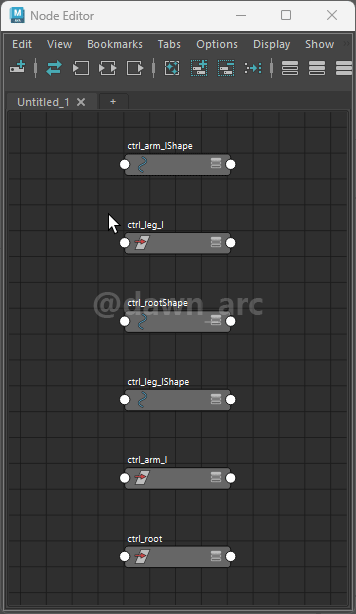 Node Editor
Edit View Bookmarks Tabs Options Display Show
Untitled_1 +
ctrl_arm_lShape
ctrl_leg_l
ctrl_rootShape
@dawn_arc
ctrl_leg_lShape
ctrl_arm_l
ctrl_root